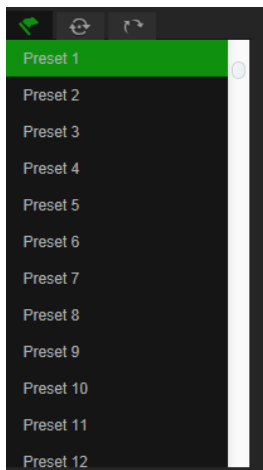 Preset 1
Preset 2
Preset 3
Preset 4
Preset 5
Preset 6
Preset 7
Preset 8
Preset 9
Preset 10
Preset 11
Preset 12